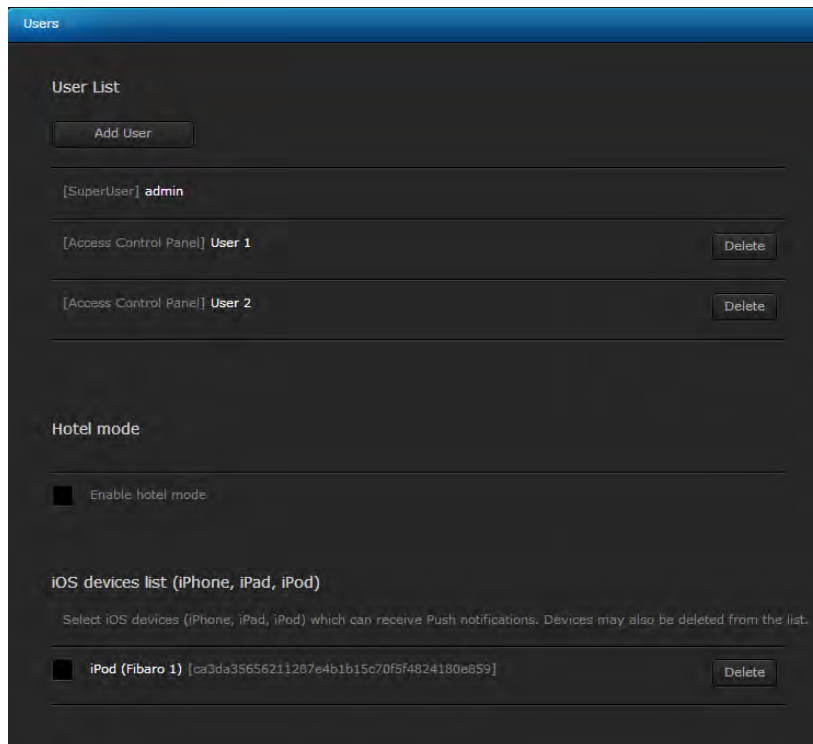 Users
User List
Add User
[SuperUser] admin
[Access Control Panel] User 1
Delete
[Access Control Panel] User 2
Delete
Hotel mode
Enable hotel mode
iOS devices list (iPhone, iPad, iPod)
Select iOS devices (iPhone, iPad, iPod) which can receive Push notifications. Devices may also be deleted from the list.
iPod (Fibaro 1) [ca3da35656211287e4b1b15c70f5f4824180e859]
Delete